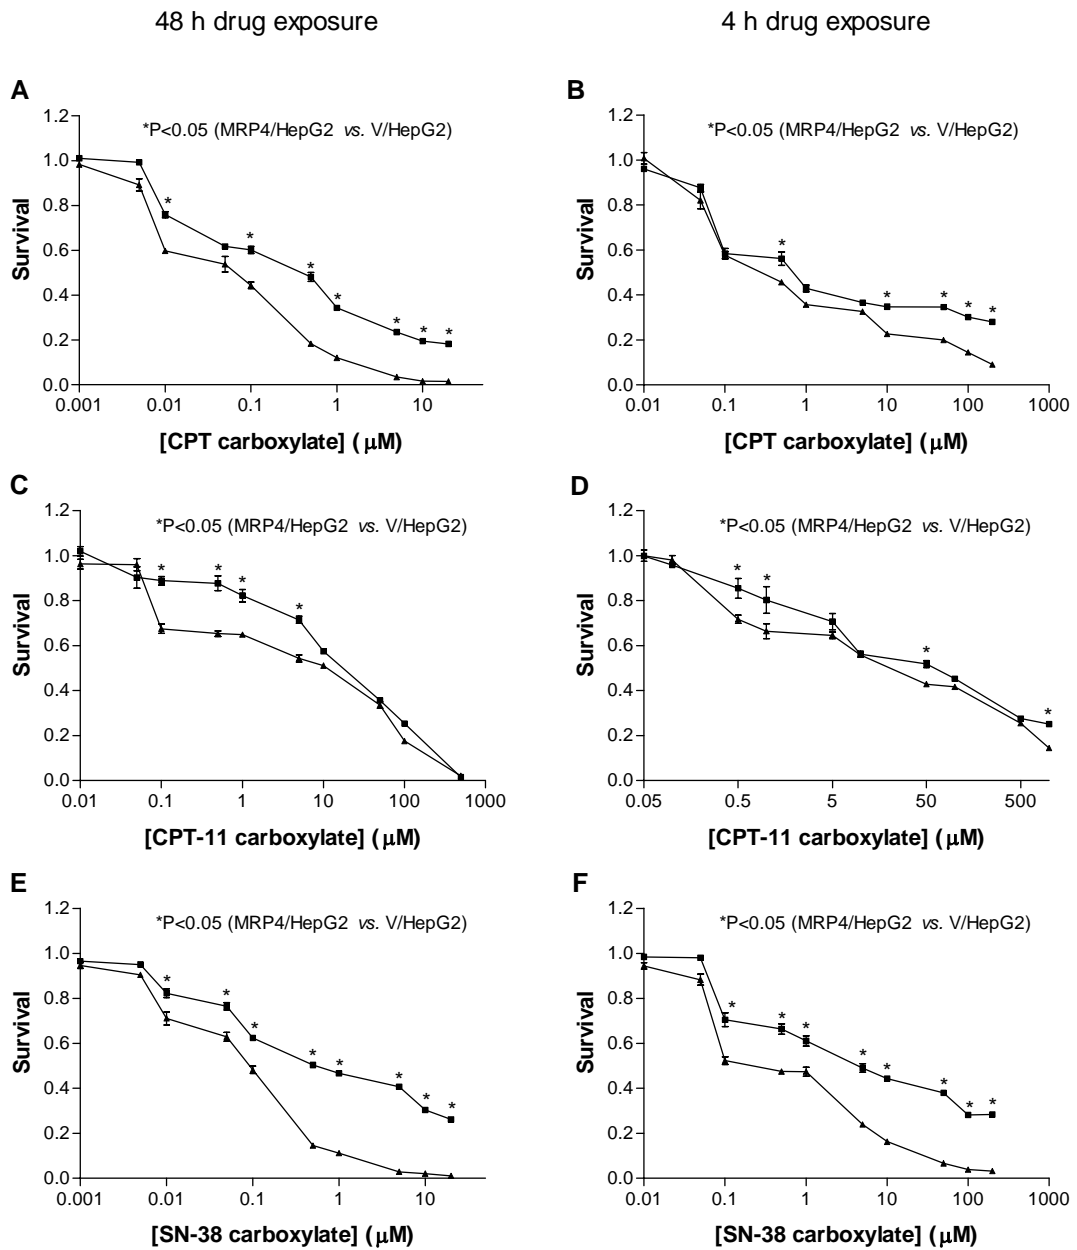 48 h drug exposure
4 h drug exposure
A
*P<0.05 (MRP4/HepG2 vs. V/HepG2)
Survival
1.2
1.0
0.8
0.6
0.4
0.2
0.0
* * * * * * *
0.001 0.01 0.1 1 10
[CPT carboxylate] (μM)
B
*P<0.05 (MRP4/HepG2 vs. V/HepG2)
Survival
1.2
1.0
0.8
0.6
0.4
0.2
0.0
* * * * *
0.01 0.1 1 10 100 1000
[CPT carboxylate] (μM)
C
*P<0.05 (MRP4/HepG2 vs. V/HepG2)
Survival
1.2
1.0
0.8
0.6
0.4
0.2
0.0
* * * *
0.01 0.1 1 10 100 1000
[CPT-11 carboxylate] (μM)
D
*P<0.05 (MRP4/HepG2 vs. V/HepG2)
Survival
1.2
1.0
0.8
0.6
0.4
0.2
0.0
* * * *
0.05 0.5 5 50 500
[CPT-11 carboxylate] (μM)
E
*P<0.05 (MRP4/HepG2 vs. V/HepG2)
Survival
1.2
1.0
0.8
0.6
0.4
0.2
0.0
* * * * * * * *
0.001 0.01 0.1 1 10
[SN-38 carboxylate] (μM)
F
*P<0.05 (MRP4/HepG2 vs. V/HepG2)
Survival
1.2
1.0
0.8
0.6
0.4
0.2
0.0
* * * * * * * *
0.01 0.1 1 10 100 1000
[SN-38 carboxylate] (μM)